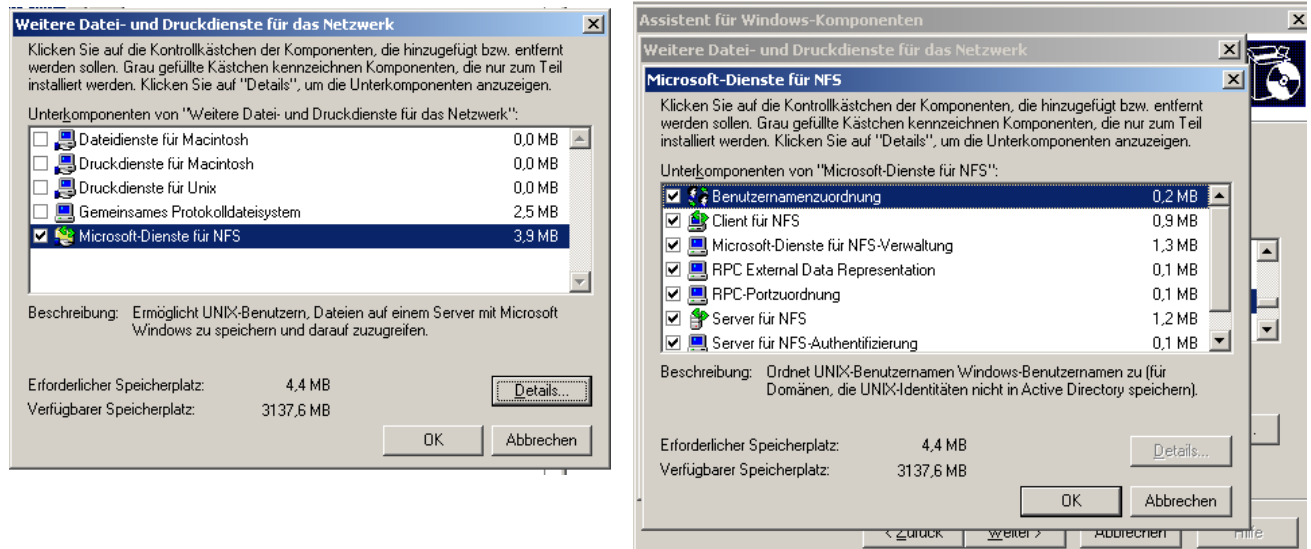 Weitere Datei- und Druckdienste für das Netzwerk
Klicken Sie auf die Kontrollkästchen der Komponenten, die hinzugefügt bzw. entfernt
werden sollen. Grau gefüllte Kästchen kennzeichnen Komponenten, die nur zum Teil
installiert werden. Klicken Sie auf "Details", um die Unterkomponenten anzuzeigen.
Unterkomponenten von "Weitere Datei- und Druckdienste für das Netzwerk":
Dateidienste für Macintosh 0,0 MB
Druckdienste für Macintosh 0,0 MB
Druckdienste für Unix 0,0 MB
Gemeinsames Protokolldateisystem 2,5 MB
Microsoft-Dienste für NFS 3,9 MB
Beschreibung: Ermöglicht UNIX-Benutzern, Dateien auf einem Server mit Microsoft
Windows zu speichern und darauf zuzugreifen.
Erforderlicher Speicherplatz: 4,4 MB
Details...
Verfügbarer Speicherplatz: 3137,6 MB
OK Abbrechen
Assistent für Windows-Komponenten
Weitere Datei- und Druckdienste für das Netzwerk
Microsoft-Dienste für NFS
Klicken Sie auf die Kontrollkästchen der Komponenten, die hinzugefügt bzw. entfernt
werden sollen. Grau gefüllte Kästchen kennzeichnen Komponenten, die nur zum Teil
installiert werden. Klicken Sie auf "Details", um die Unterkomponenten anzuzeigen.
Unterkomponenten von "Microsoft-Dienste für NFS":
Benutzernamenzuordnung 0,2 MB
Client für NFS 0,9 MB
Microsoft-Dienste für NFS-Verwaltung 1,3 MB
RPC External Data Representation 0,1 MB
RPC-Portzuordnung 0,1 MB
Server für NFS 1,2 MB
Server für NFS-Authentifizierung 0,1 MB
Beschreibung: Ordnet UNIX-Benutzernamen Windows-Benutzernamen zu (für
Domänen, die UNIX-Identitäten nicht in Active Directory speichern).
Erforderlicher Speicherplatz: 4,4 MB
Details...
Verfügbarer Speicherplatz: 3137,6 MB
OK Abbrechen
< Zurück Weiter > Abbrechen Hilfe